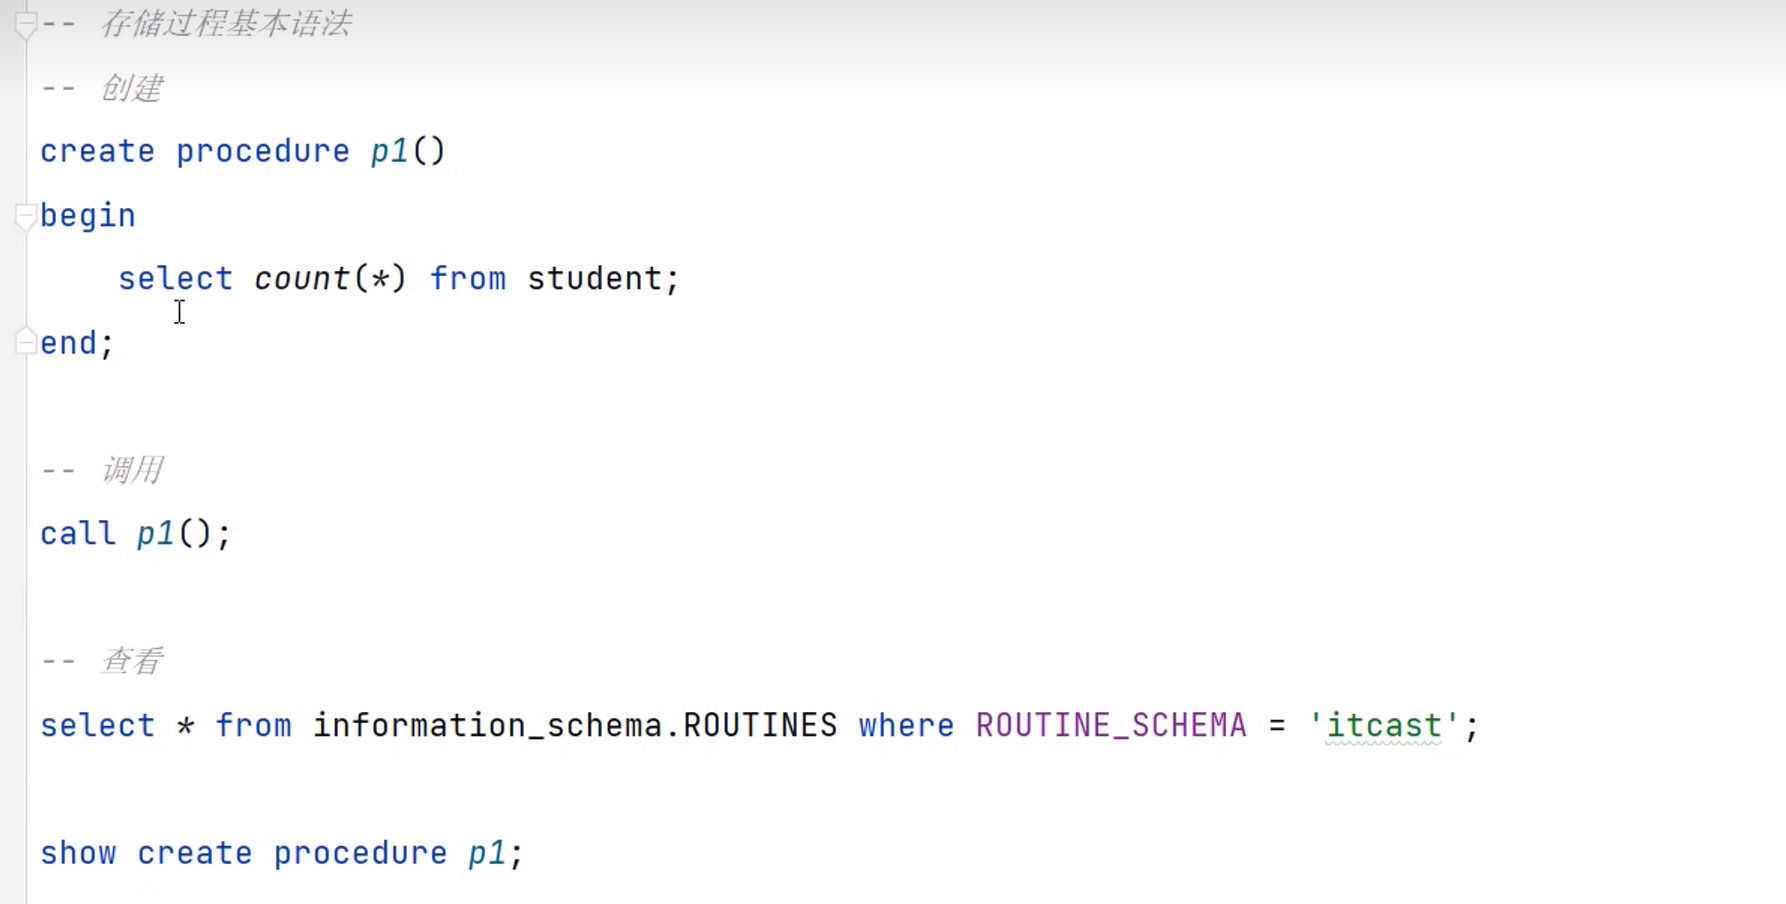 -- 存储过程基本语法
-- 创建
create procedure p1()
begin
    select count(*) from student;
end;
-- 调用
call p1();
-- 查看
select * from information_schema.ROUTINES where ROUTINE_SCHEMA = 'itcast';
show create procedure p1;